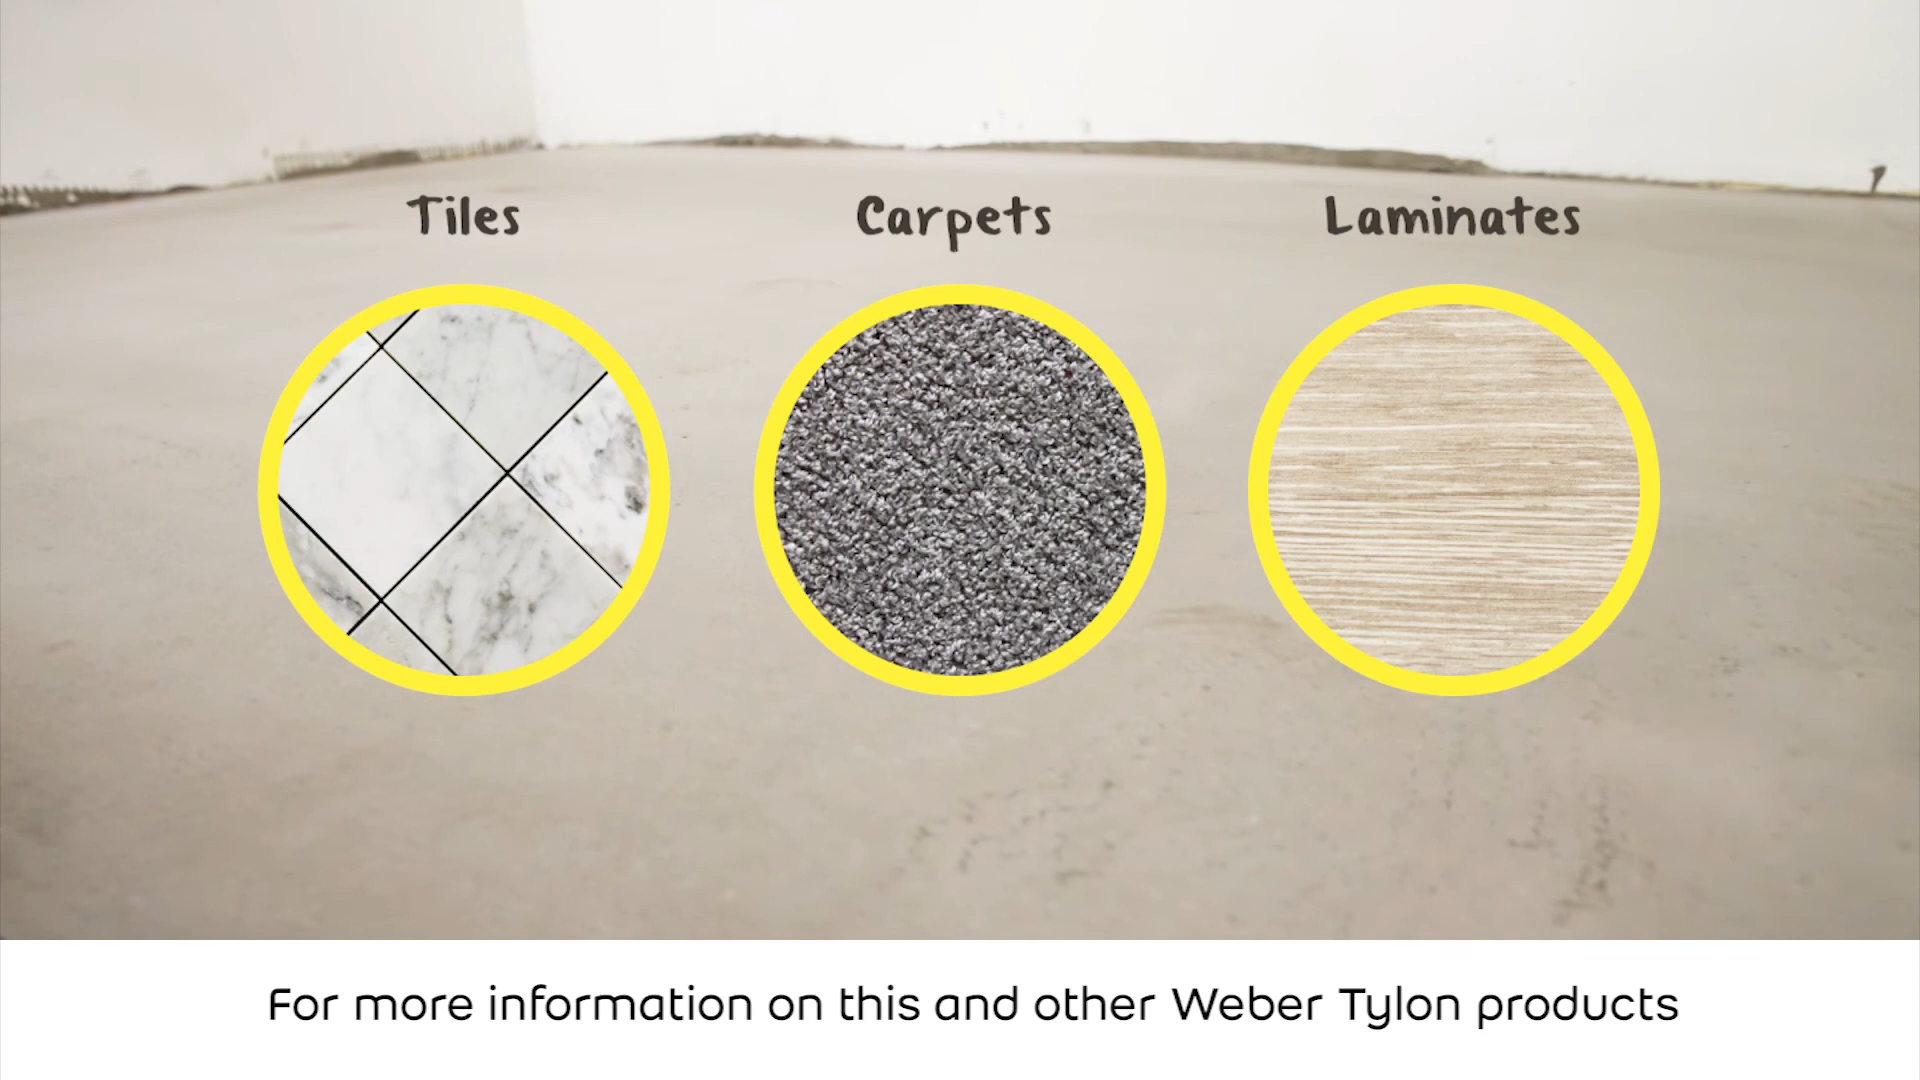 Tiles
Carpets
Laminates
For more information on this and other Weber Tylon products